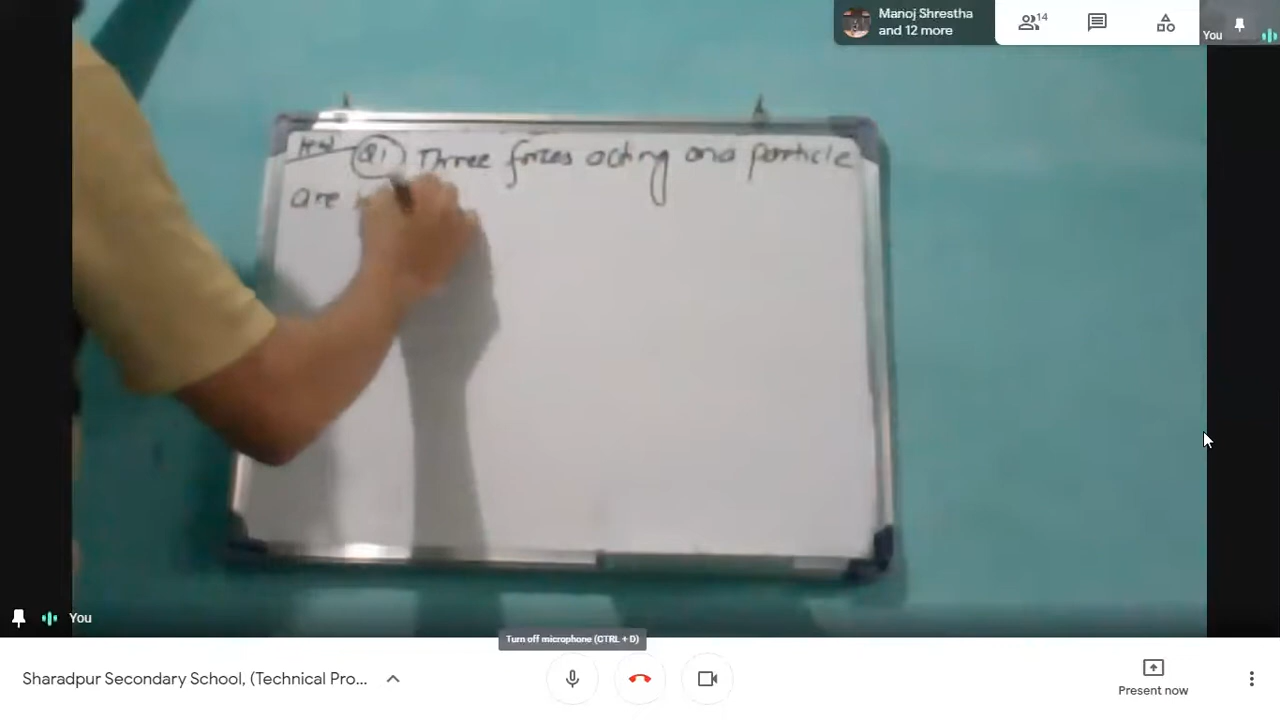 Manoj Shrestha
and 12 more
14
You
Q1 Three forces acting on a particle
are
You
Turn off microphone (CTRL + D)
Sharadpur Secondary School, (Technical Pro...
Present now